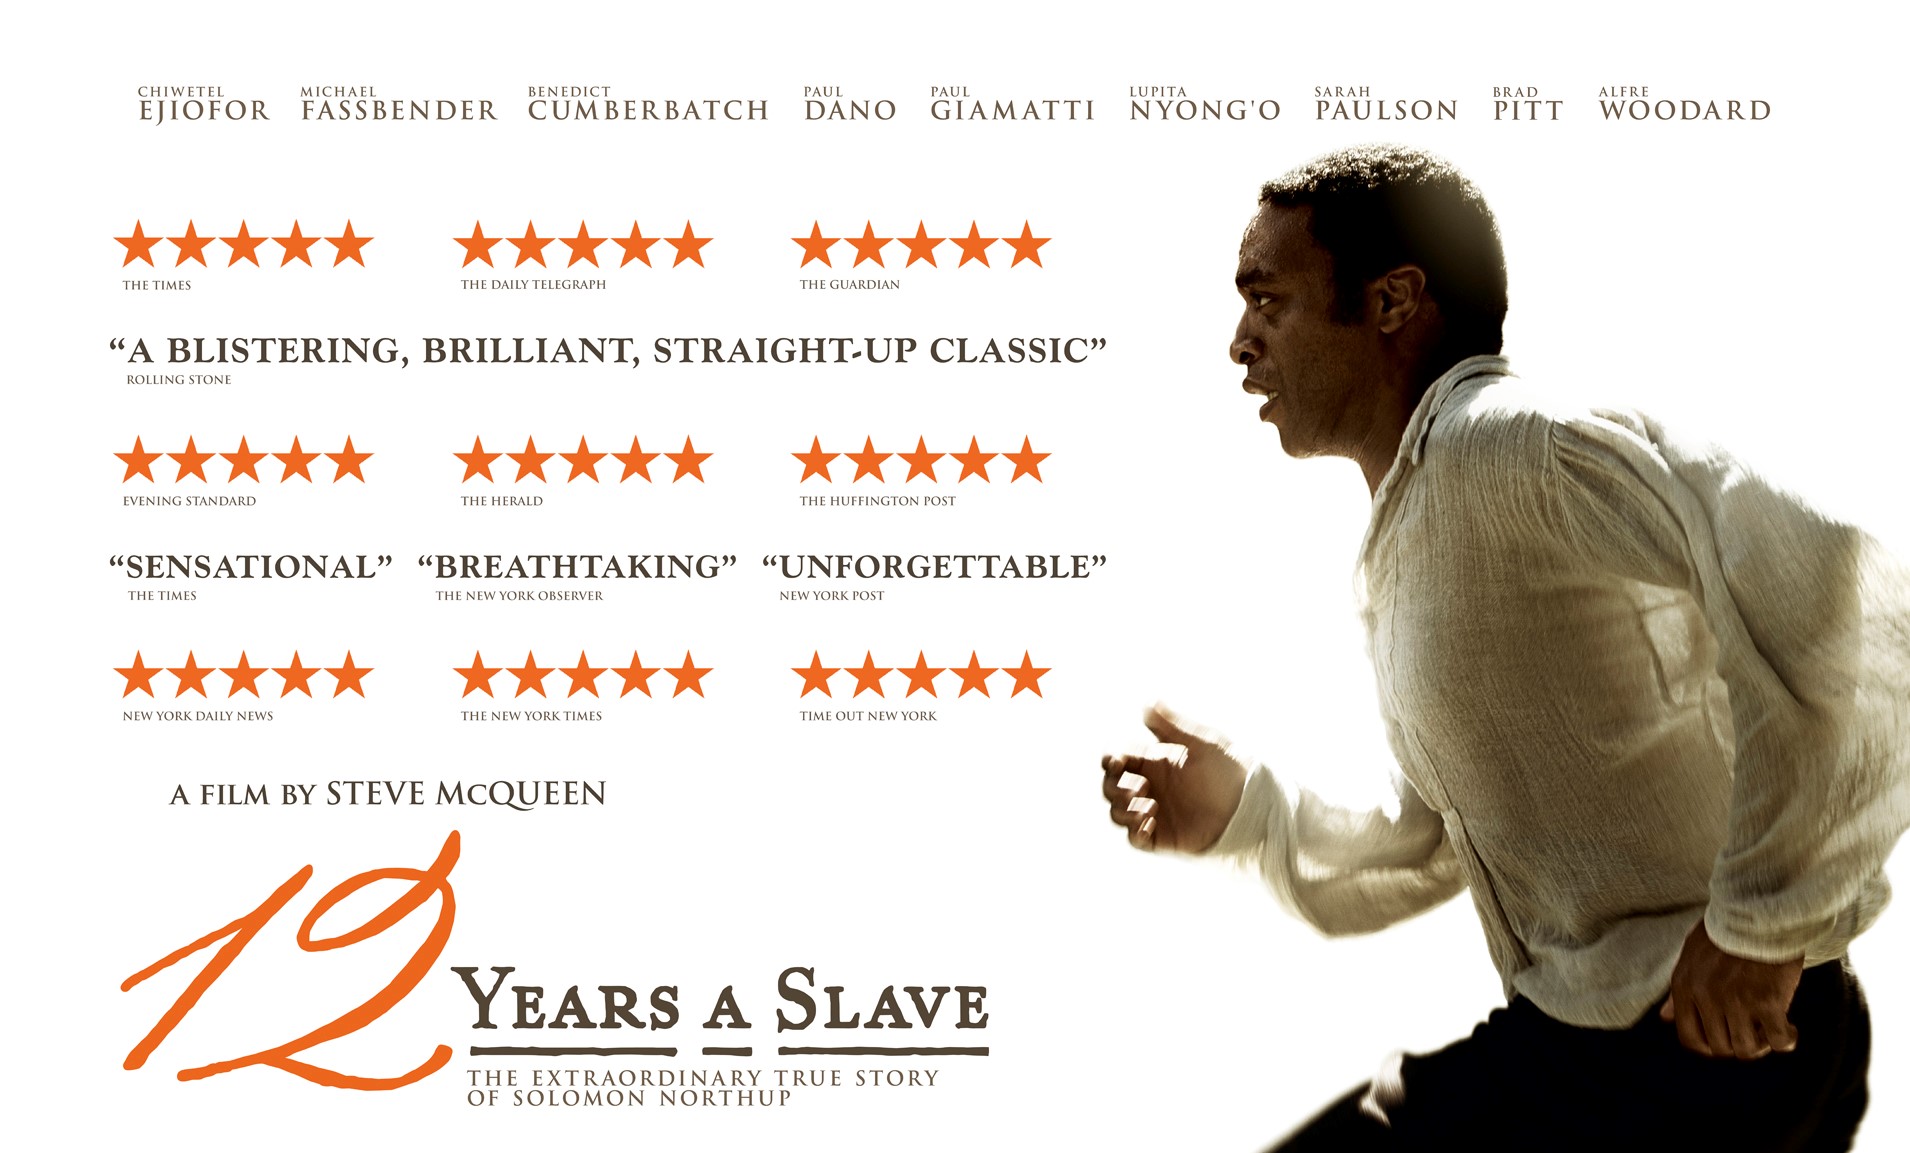 CHIWETEL EJIOFOR MICHAEL FASSBENDER BENEDICT CUMBERBATCH PAUL DANO PAUL GIAMATTI LUPITA NYONG'O SARAH PAULSON BRAD PITT ALFRE WOODARD
THE TIMES THE DAILY TELEGRAPH THE GUARDIAN
“A BLISTERING, BRILLIANT, STRAIGHT-UP CLASSIC”
ROLLING STONE
EVENING STANDARD THE HERALD THE HUFFINGTON POST
“SENSATIONAL” “BREATHTAKING” “UNFORGETTABLE”
THE TIMES THE NEW YORK OBSERVER NEW YORK POST
NEW YORK DAILY NEWS THE NEW YORK TIMES TIME OUT NEW YORK
A FILM BY STEVE McQUEEN
12 YEARS A SLAVE
THE EXTRAORDINARY TRUE STORY
OF SOLOMON NORTHUP